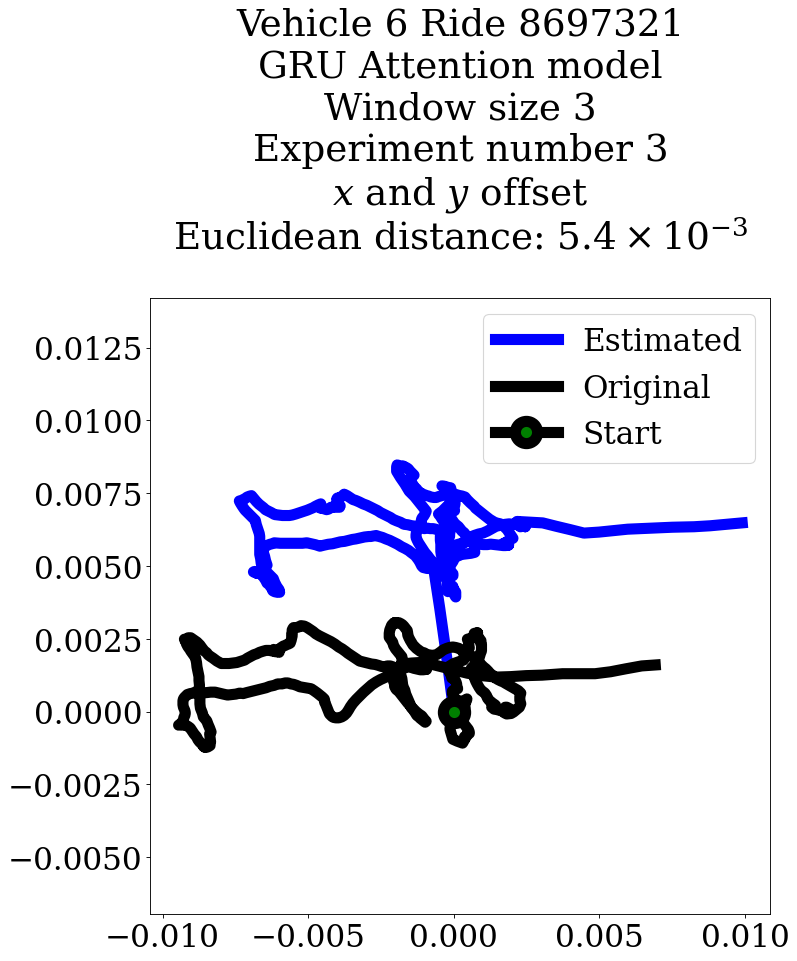 Vehicle 6 Ride 8697321
GRU Attention model
Window size 3
Experiment number 3
x and y offset
Euclidean distance: 5.4 × 10⁻³
Estimated
Original
Start
0.0125
0.0100
0.0075
0.0050
0.0025
0.0000
−0.0025
−0.0050
−0.010 −0.005 0.000 0.005 0.010